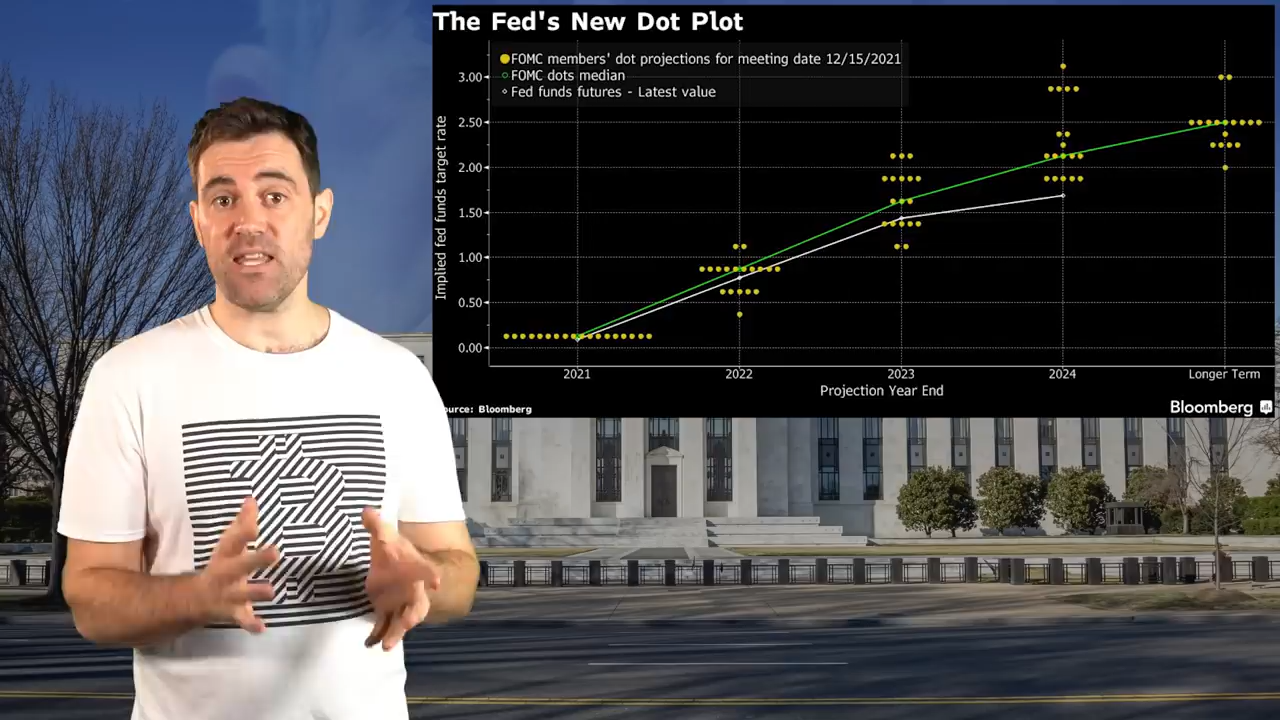 The Fed's New Dot Plot
FOMC members' dot projections for meeting date 12/15/2021
FOMC dots median
Fed funds futures - Latest value
Implied fed funds target rate
3.00
2.50
2.00
1.50
1.00
0.50
0.00
2021 2022 2023 2024 Longer Term
Projection Year End
Bloomberg
Bloomberg